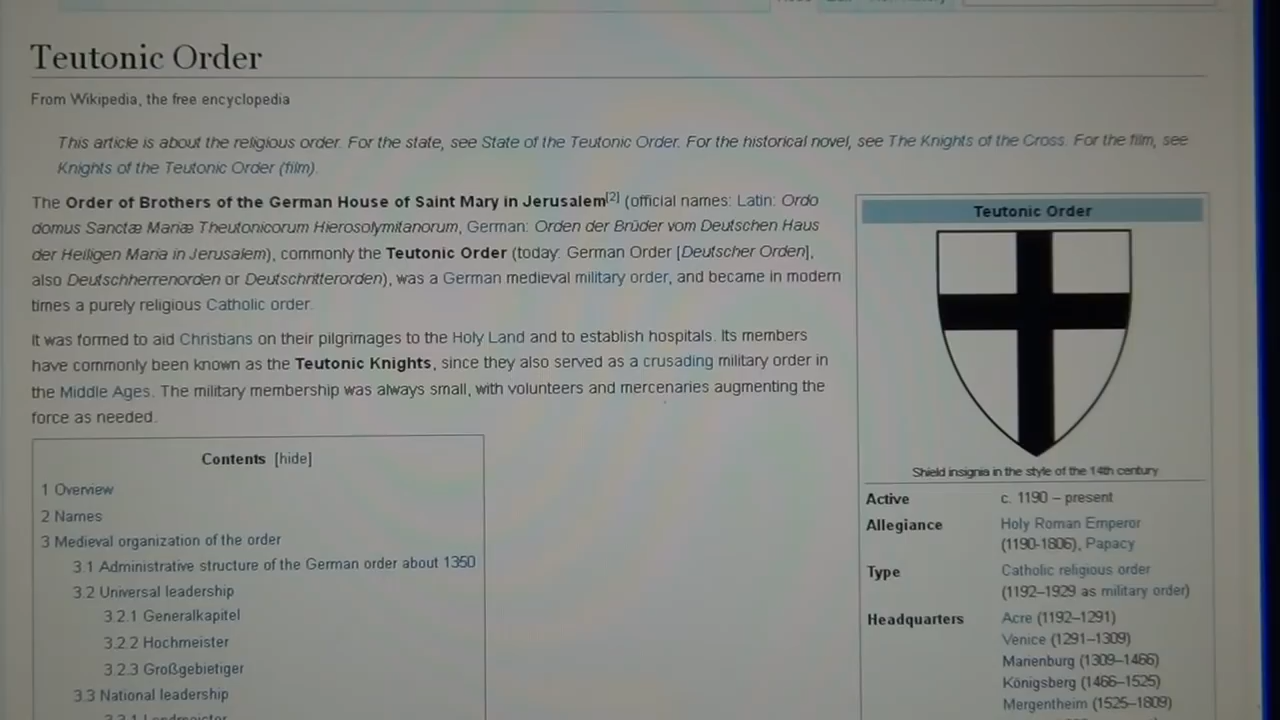 Teutonic Order
From Wikipedia, the free encyclopedia
This article is about the religious order. For the state, see State of the Teutonic Order. For the historical novel, see The Knights of the Cross. For the film, see
Knights of the Teutonic Order (film).
The Order of Brothers of the German House of Saint Mary in Jerusalem[2] (official names: Latin: Ordo
domus Sanctæ Mariæ Theutonicorum Hierosolymitanorum, German: Orden der Brüder vom Deutschen Haus
der Heiligen Maria in Jerusalem), commonly the Teutonic Order (today: German Order [Deutscher Orden],
also Deutschherrenorden or Deutschritterorden), was a German medieval military order, and became in modern
times a purely religious Catholic order.
It was formed to aid Christians on their pilgrimages to the Holy Land and to establish hospitals. Its members
have commonly been known as the Teutonic Knights, since they also served as a crusading military order in
the Middle Ages. The military membership was always small, with volunteers and mercenaries augmenting the
force as needed.
Contents [hide]
1 Overview
2 Names
3 Medieval organization of the order
3.1 Administrative structure of the German order about 1350
3.2 Universal leadership
3.2.1 Generalkapitel
3.2.2 Hochmeister
3.2.3 Großgebietiger
3.3 National leadership
Teutonic Order
Shield insignia in the style of the 14th century
Active c. 1190 – present
Allegiance Holy Roman Emperor
(1190-1806), Papacy
Type Catholic religious order
(1192–1929 as military order)
Headquarters Acre (1192–1291)
Venice (1291–1309)
Marienburg (1309–1466)
Königsberg (1466–1525)
Mergentheim (1525–1809)